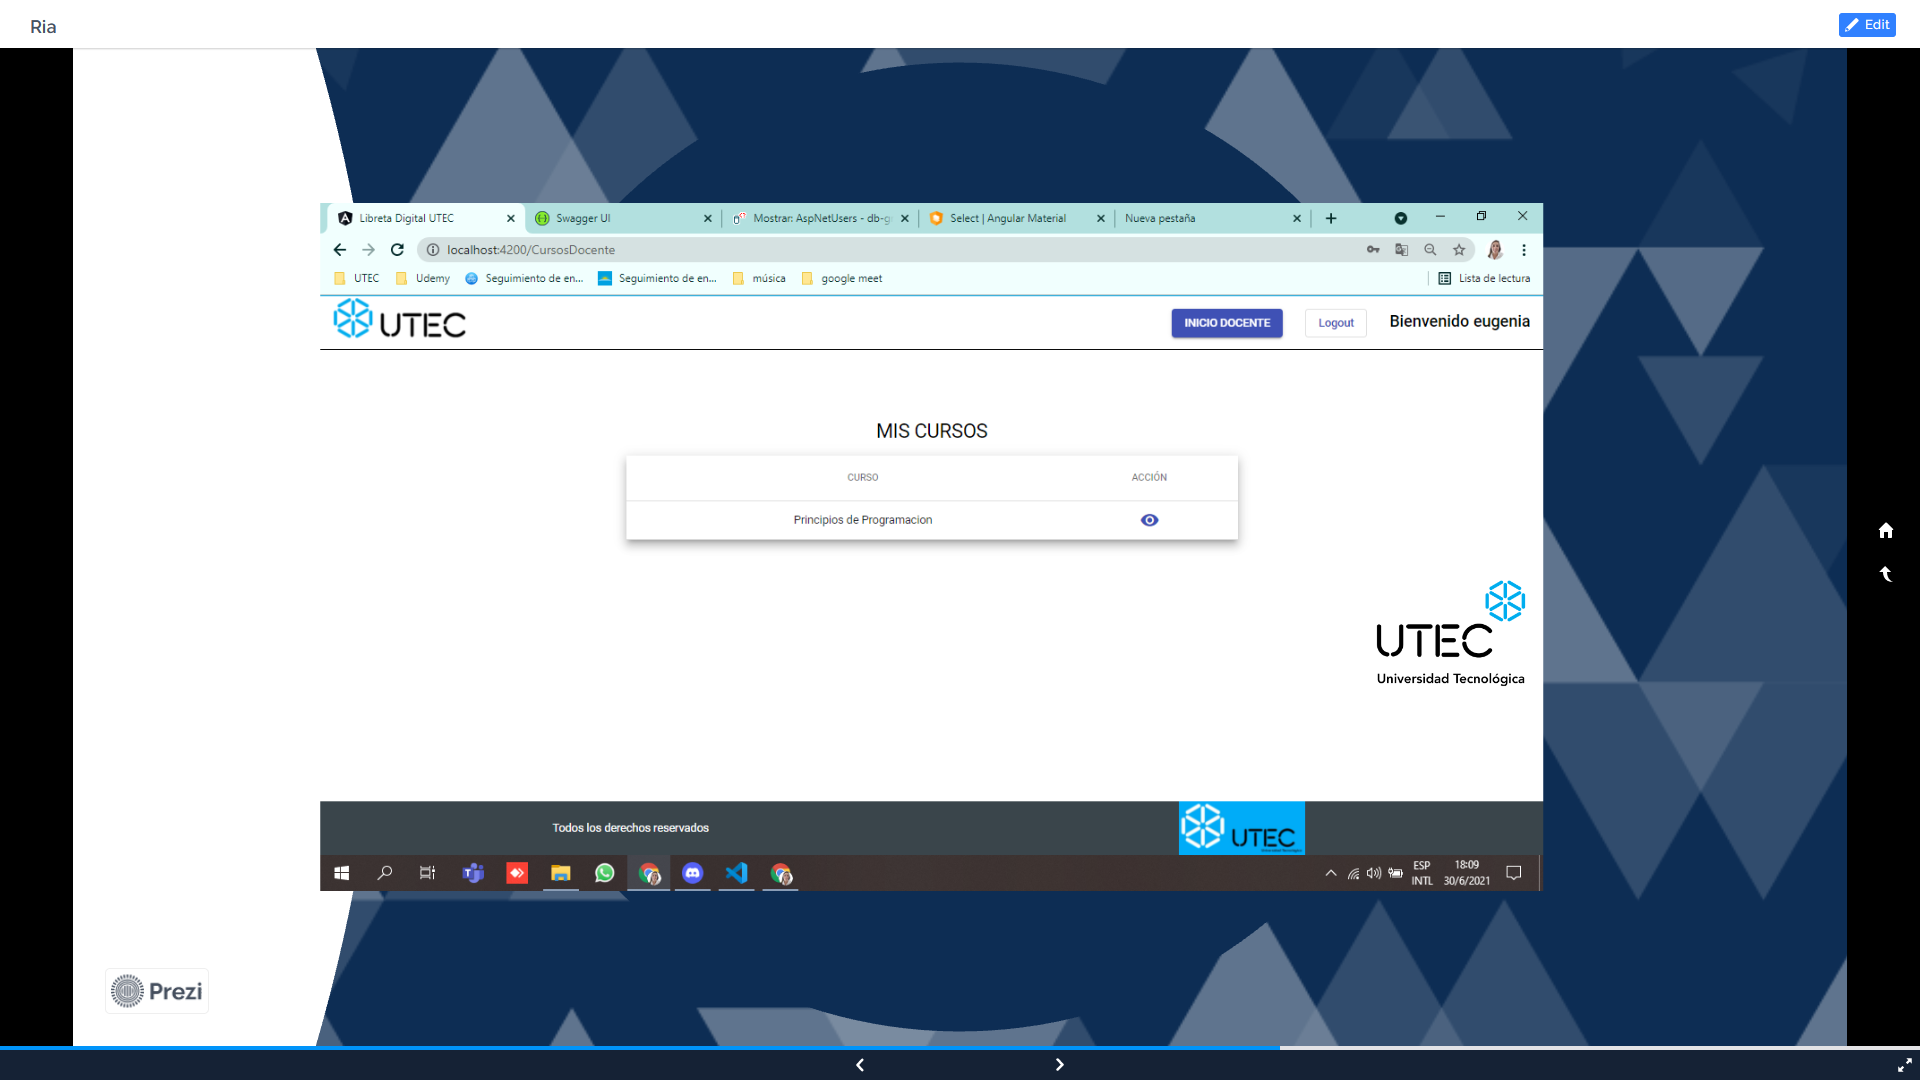 Ria
Edit
Libreta Digital UTEC
Swagger UI
Mostrar: AspNetUsers - db-g
Select | Angular Material
Nueva pestaña
localhost:4200/CursosDocente
UTEC
Udemy
Seguimiento de en...
Seguimiento de en...
música
google meet
Lista de lectura
UTEC
INICIO DOCENTE
Logout
Bienvenido eugenia
MIS CURSOS
CURSO
ACCIÓN
Principios de Programacion
UTEC
Universidad Tecnológica
Todos los derechos reservados
UTEC
ESP
INTL
18:09
30/6/2021
Prezi